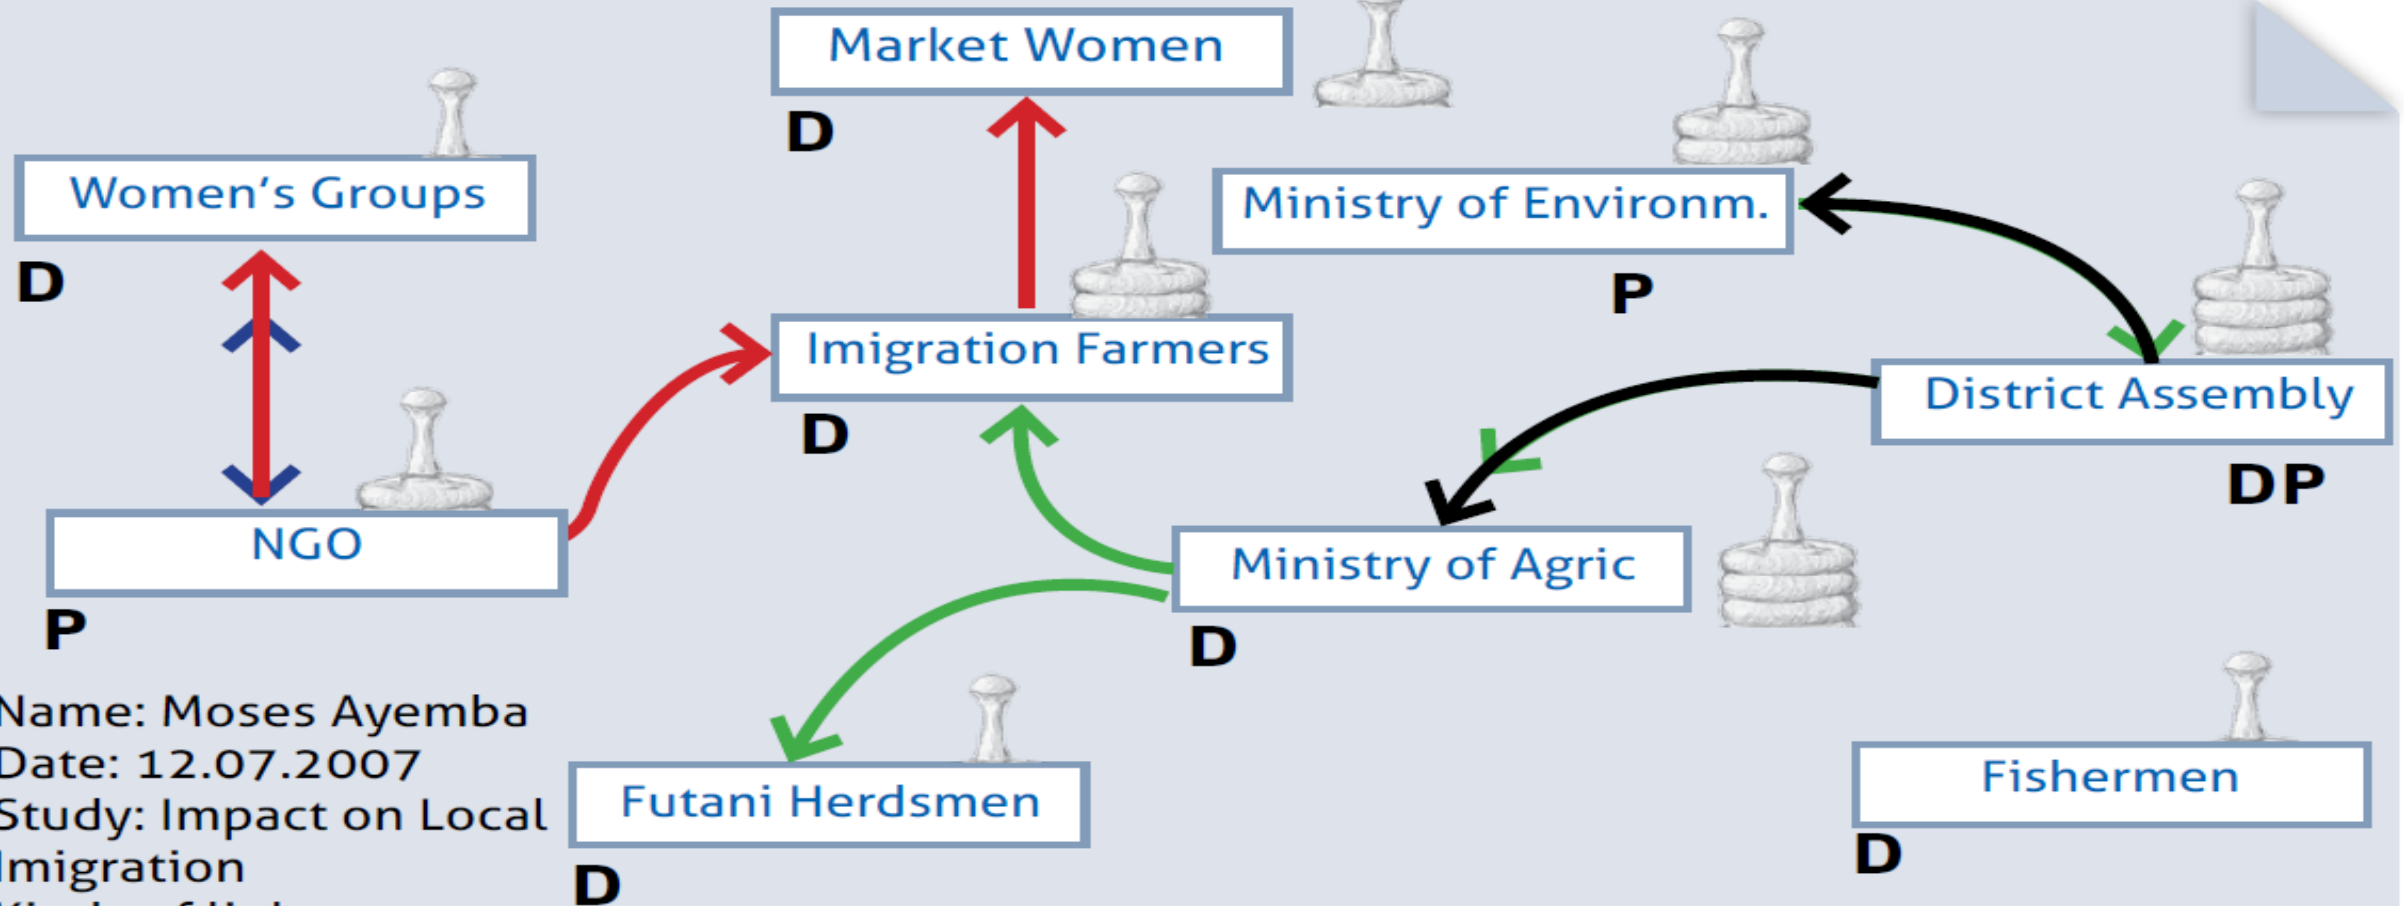 Market Women
D
Women's Groups
D
Ministry of Environm.
P
Imigration Farmers
D
District Assembly
DP
NGO
P
Ministry of Agric
D
Name: Moses Ayemba
Date: 12.07.2007
Study: Impact on Local
Imigration
Futani Herdsmen
D
Fishermen
D